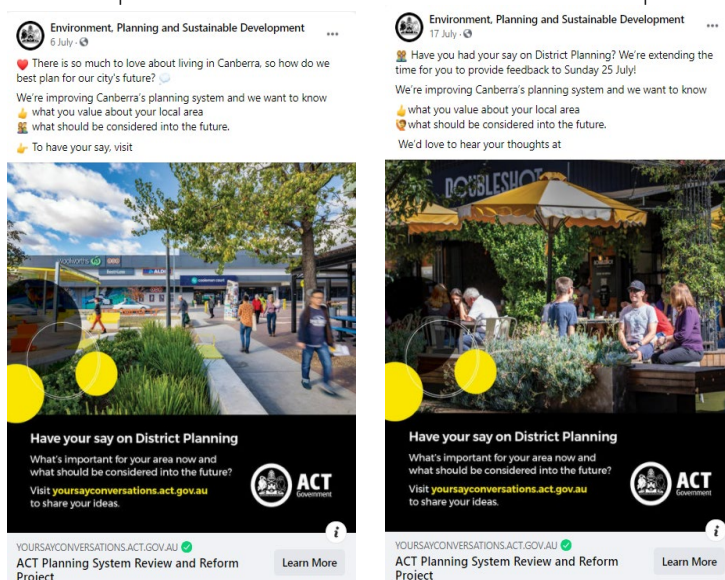 Environment, Planning and Sustainable Development
6 July ·
There is so much to love about living in Canberra, so how do we
best plan for our city's future?
We're improving Canberra's planning system and we want to know
what you value about your local area
what should be considered into the future.
To have your say, visit
Woolworths
ALDI
Have your say on District Planning
What's important for your area now and
what should be considered into the future?
Visit yoursayconversations.act.gov.au
to share your ideas.
ACT
Government
i
YOURSAYCONVERSATIONS.ACT.GOV.AU
ACT Planning System Review and Reform
Project
Learn More
Environment, Planning and Sustainable Development
17 July ·
Have you had your say on District Planning? We're extending the
time for you to provide feedback to Sunday 25 July!
We're improving Canberra's planning system and we want to know
what you value about your local area
what should be considered into the future.
We'd love to hear your thoughts at
DOUBLESHOT
Have your say on District Planning
What's important for your area now and
what should be considered into the future?
Visit yoursayconversations.act.gov.au
to share your ideas.
ACT
Government
i
YOURSAYCONVERSATIONS.ACT.GOV.AU
ACT Planning System Review and Reform
Project
Learn More